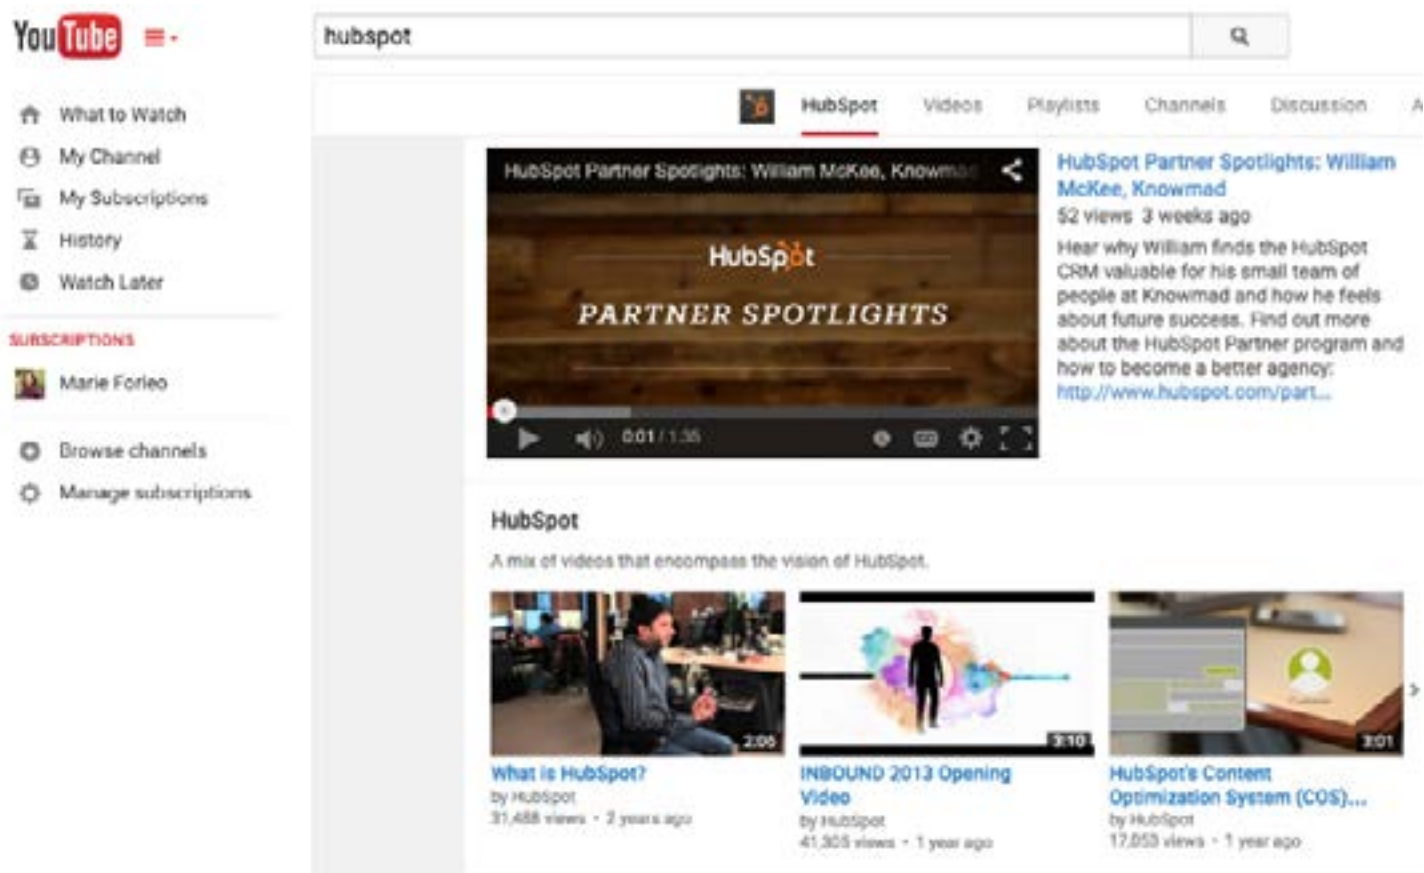 YouTube
hubspot
What to Watch
My Channel
My Subscriptions
History
Watch Later
SUBSCRIPTIONS
Marie Forleo
Browse channels
Manage subscriptions
HubSpot Videos Playlists Channels Discussion A
HubSpot Partner Spotlights: William McKee, Knowmad
HubSpot
PARTNER SPOTLIGHTS
0:01 / 1:35
HubSpot Partner Spotlights: William
McKee, Knowmad
52 views 3 weeks ago
Hear why William finds the HubSpot
CRM valuable for his small team of
people at Knowmad and how he feels
about future success. Find out more
about the HubSpot Partner program and
how to become a better agency:
http://www.hubspot.com/part...
HubSpot
A mix of videos that encompass the vision of HubSpot.
2:06
What is HubSpot?
by HubSpot
31,488 views • 2 years ago
3:10
INBOUND 2013 Opening
Video
by HubSpot
41,305 views • 1 year ago
3:01
HubSpot's Content
Optimization System (COS)...
by HubSpot
17,053 views • 1 year ago